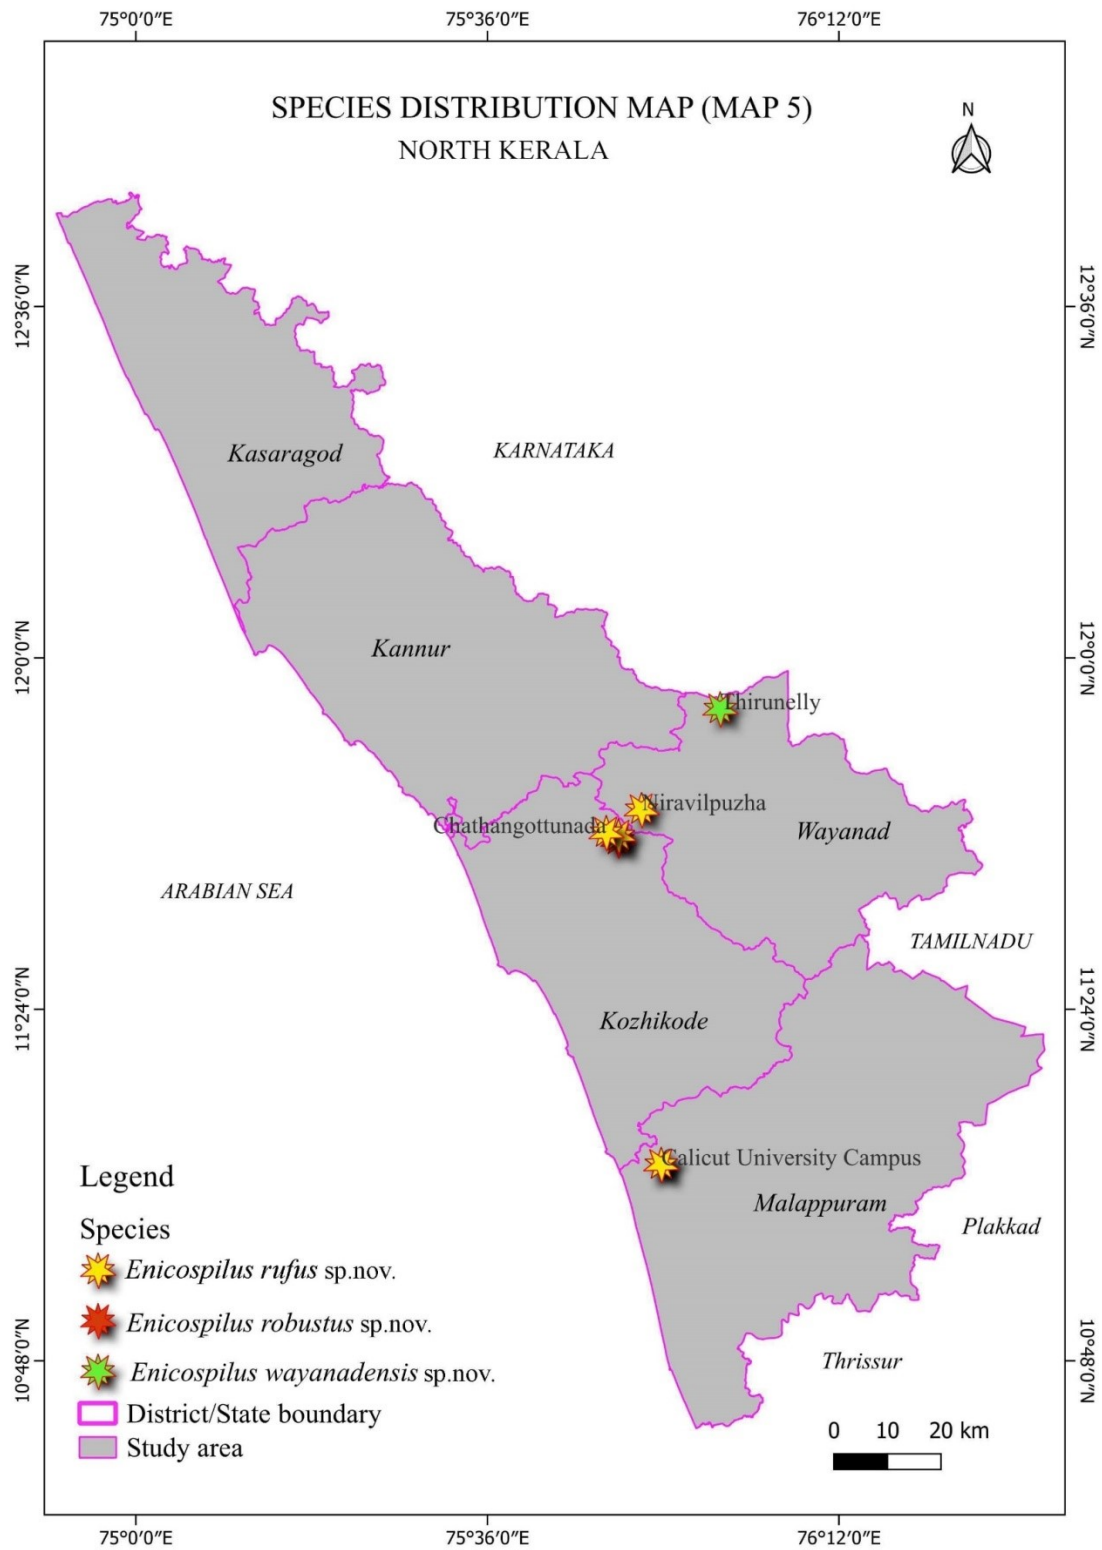 75°0′0″E 75°36′0″E 76°12′0″E
SPECIES DISTRIBUTION MAP (MAP 5)
NORTH KERALA
N
12°36′0″N 12°36′0″N
Kasaragod
KARNATAKA
Kannur
12°0′0″N 12°0′0″N
Thirunelly
Niravilpuzha
Chathangottunada
Wayanad
ARABIAN SEA
TAMILNADU
11°24′0″N 11°24′0″N
Kozhikode
Calicut University Campus
Malappuram
Plakkad
Legend
Species
Enicospilus rufus sp.nov.
Enicospilus robustus sp.nov.
Enicospilus wayanadensis sp.nov.
District/State boundary
Study area
10°48′0″N 10°48′0″N
Thrissur
0 10 20 km
75°0′0″E 75°36′0″E 76°12′0″E